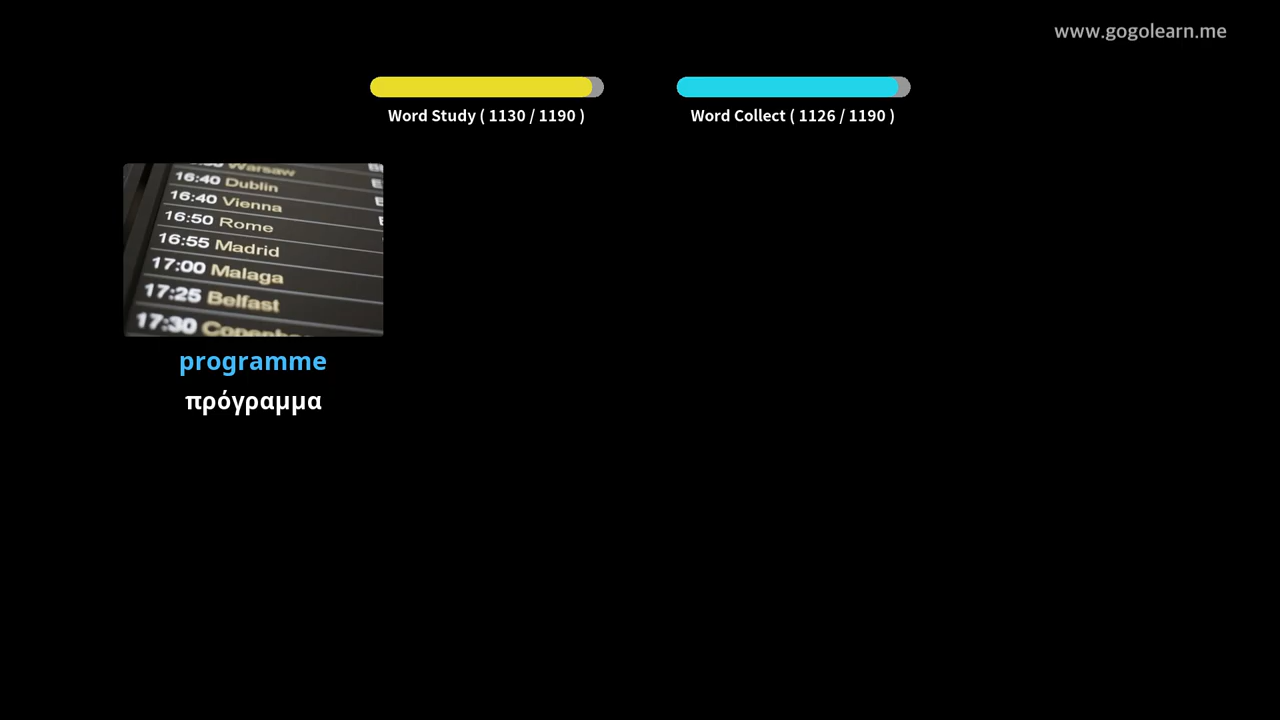 www.gogolearn.me
Word Study ( 1130 / 1190 )
Word Collect ( 1126 / 1190 )
Warsaw
16:40 Dublin
16:40 Vienna
16:50 Rome
16:55 Madrid
17:00 Malaga
17:25 Belfast
17:30
programme
πρόγραμμα